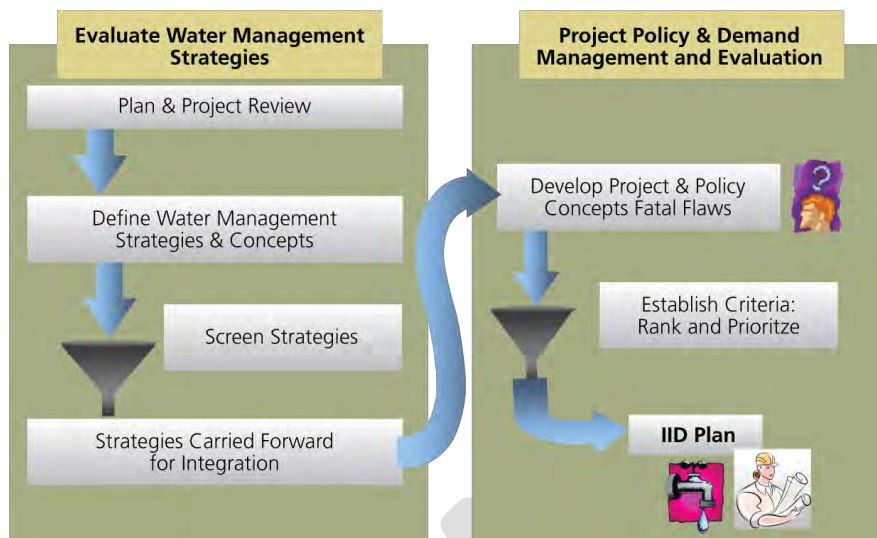 Evaluate Water Management
Strategies
Plan & Project Review
Define Water Management
Strategies & Concepts
Screen Strategies
Strategies Carried Forward
for Integration
Project Policy & Demand
Management and Evaluation
Develop Project & Policy
Concepts Fatal Flaws
?
Establish Criteria:
Rank and Prioritze
IID Plan